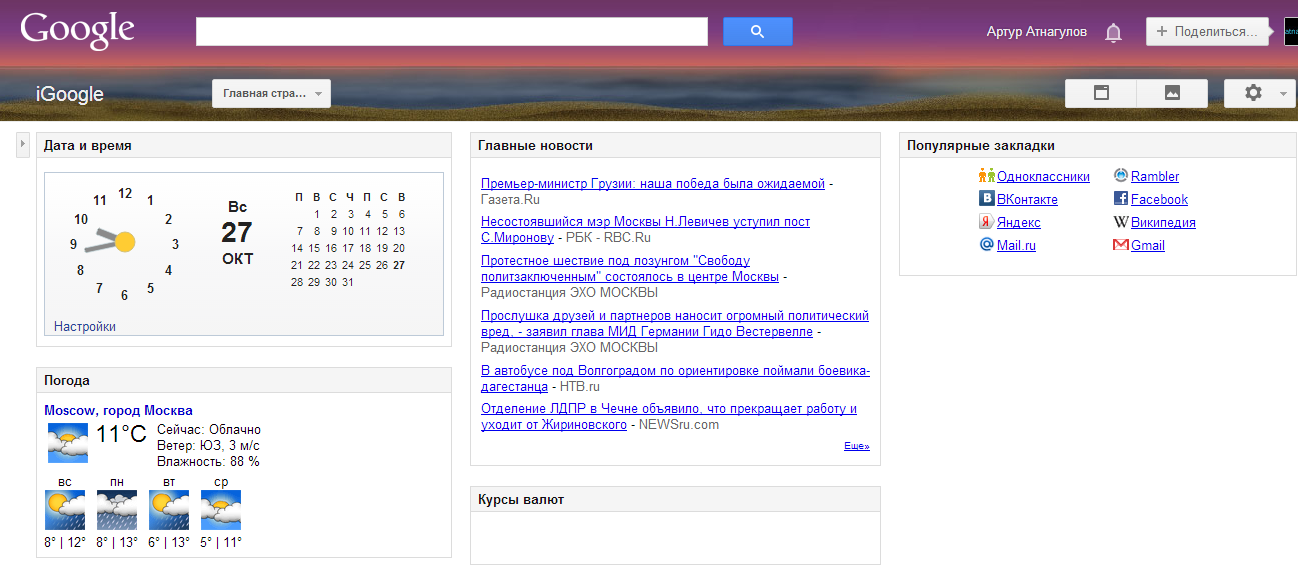 Google
Артур Атнагулов
+ Поделиться...
iGoogle
Главная стра...
Дата и время
12
1
2
3
4
5
6
7
8
9
10
11
Вс
27
ОКТ
П В С Ч П С В
1 2 3 4 5 6
7 8 9 10 11 12 13
14 15 16 17 18 19 20
21 22 23 24 25 26 27
28 29 30 31
Настройки
Погода
Moscow, город Москва
11°C
Сейчас: Облачно
Ветер: ЮЗ, 3 м/с
Влажность: 88 %
вс пн вт ср
8° | 12° 8° | 13° 6° | 13° 5° | 11°
Главные новости
Премьер-министр Грузии: наша победа была ожидаемой -
Газета.Ru
Несостоявшийся мэр Москвы Н.Левичев уступил пост
С.Миронову - РБК - RBC.Ru
Протестное шествие под лозунгом "Свободу
политзаключенным" состоялось в центре Москвы -
Радиостанция ЭХО МОСКВЫ
Прослушка друзей и партнеров наносит огромный политический
вред, - заявил глава МИД Германии Гидо Вестервелле -
Радиостанция ЭХО МОСКВЫ
В автобусе под Волгоградом по ориентировке поймали боевика-
дагестанца - НТВ.ru
Отделение ЛДПР в Чечне объявило, что прекращает работу и
уходит от Жириновского - NEWSru.com
Еще»
Курсы валют
Популярные закладки
Одноклассники Rambler
ВКонтакте Facebook
Яндекс Википедия
Mail.ru Gmail